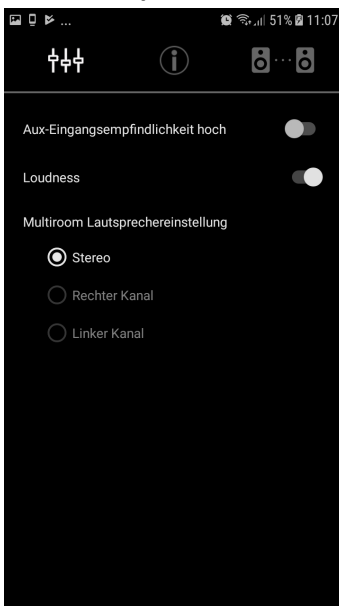 ... 51% 11:07
Aux-Eingangsempfindlichkeit hoch
Loudness
Multiroom Lautsprechereinstellung
Stereo
Rechter Kanal
Linker Kanal